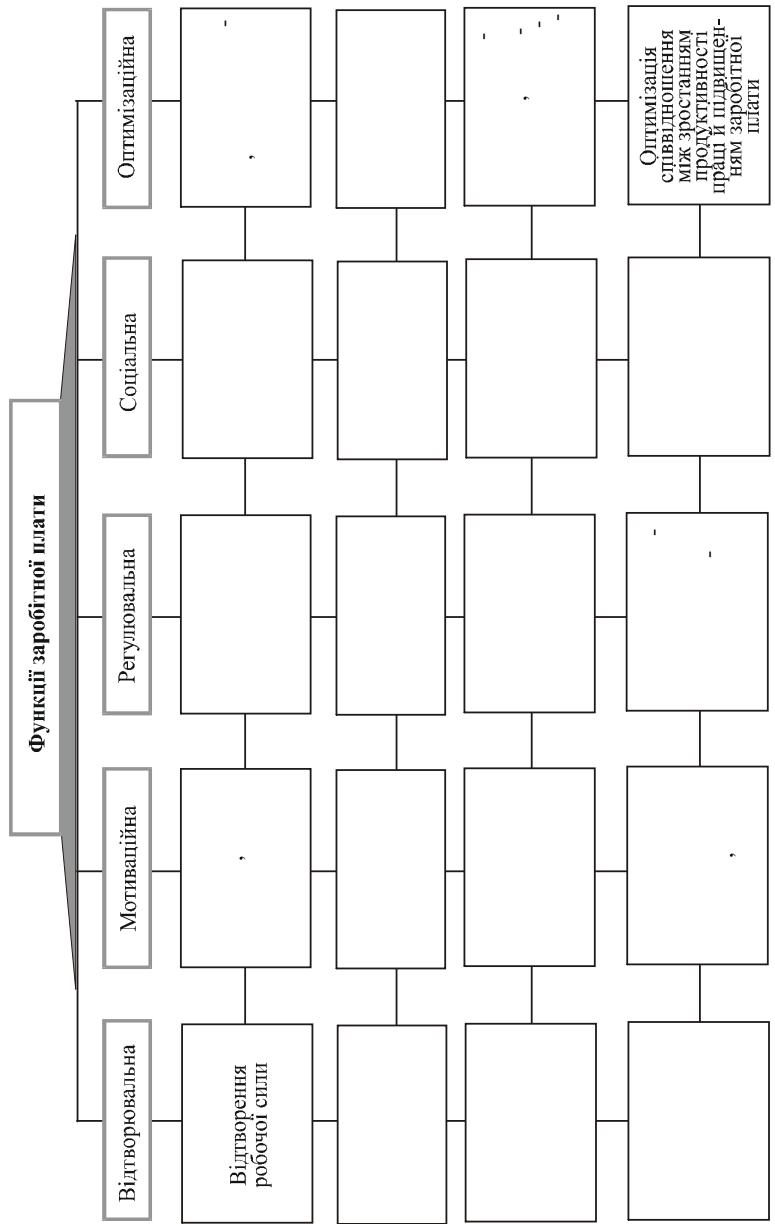 Функції заробітної плати
Відтворювальна
Мотиваційна
Регулювальна
Соціальна
Оптимізаційна
Відтворення
робочої сили
Оптимізація
співвідношення
між зростанням
продуктивності
праці й підвищен-
ням заробітної
плати